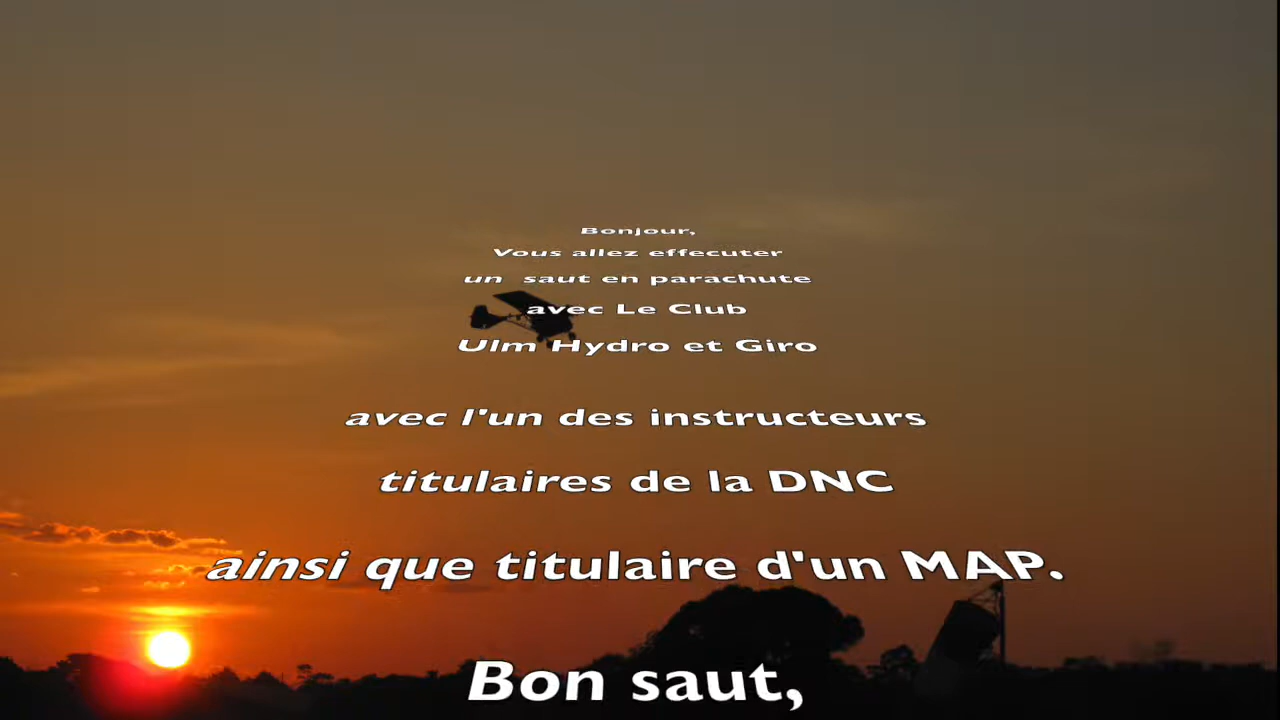 Bonjour,
Vous allez effecuter
un saut en parachute
avec Le Club
Ulm Hydro et Giro
avec l'un des instructeurs
titulaires de la DNC
ainsi que titulaire d'un MAP.
Bon saut,